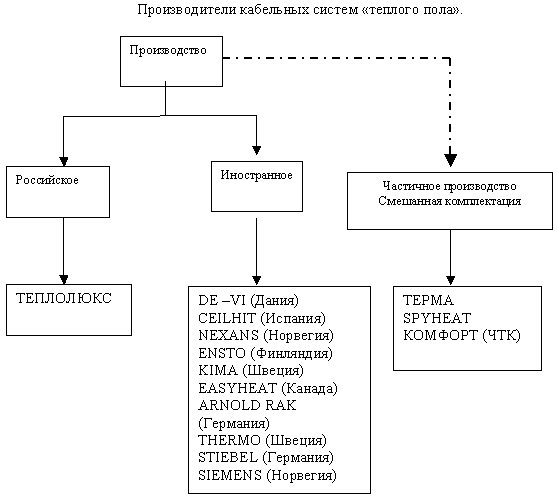 Производители кабельных систем «теплого пола».
Производство
Российское
Иностранное
Частичное производство
Смешанная комплектация
ТЕПЛОЛЮКС
DE –VI (Дания)
CEILHIT (Испания)
NEXANS (Норвегия)
ENSTO (Финляндия)
KIMA (Швеция)
EASYHEAT (Канада)
ARNOLD RAK
(Германия)
THERMO (Швеция)
STIEBEL (Германия)
SIEMENS (Норвегия)
ТЕРМА
SPYHEAT
КОМФОРТ (ЧТК)